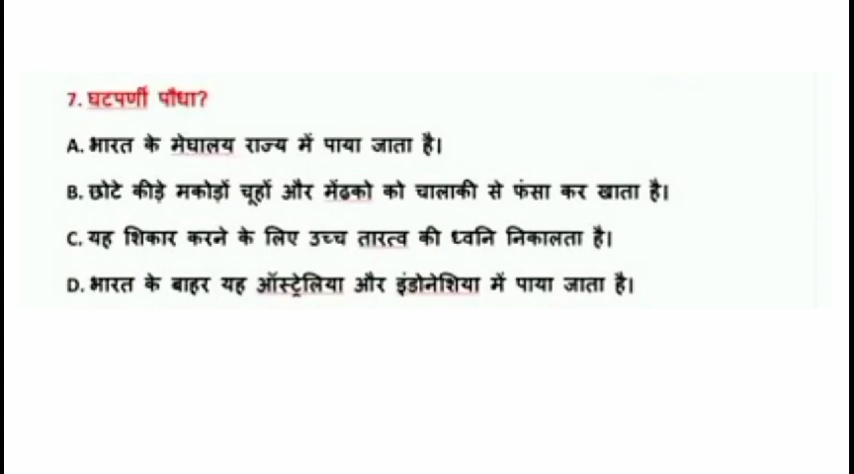 7. घटपर्णी पौधा?
A. भारत के मेघालय राज्य में पाया जाता है।
B. छोटे कीड़े मकोड़ों चूहों और मेंढको को चालाकी से फंसा कर खाता है।
C. यह शिकार करने के लिए उच्च तारत्व की ध्वनि निकालता है।
D. भारत के बाहर यह ऑस्ट्रेलिया और इंडोनेशिया में पाया जाता है।